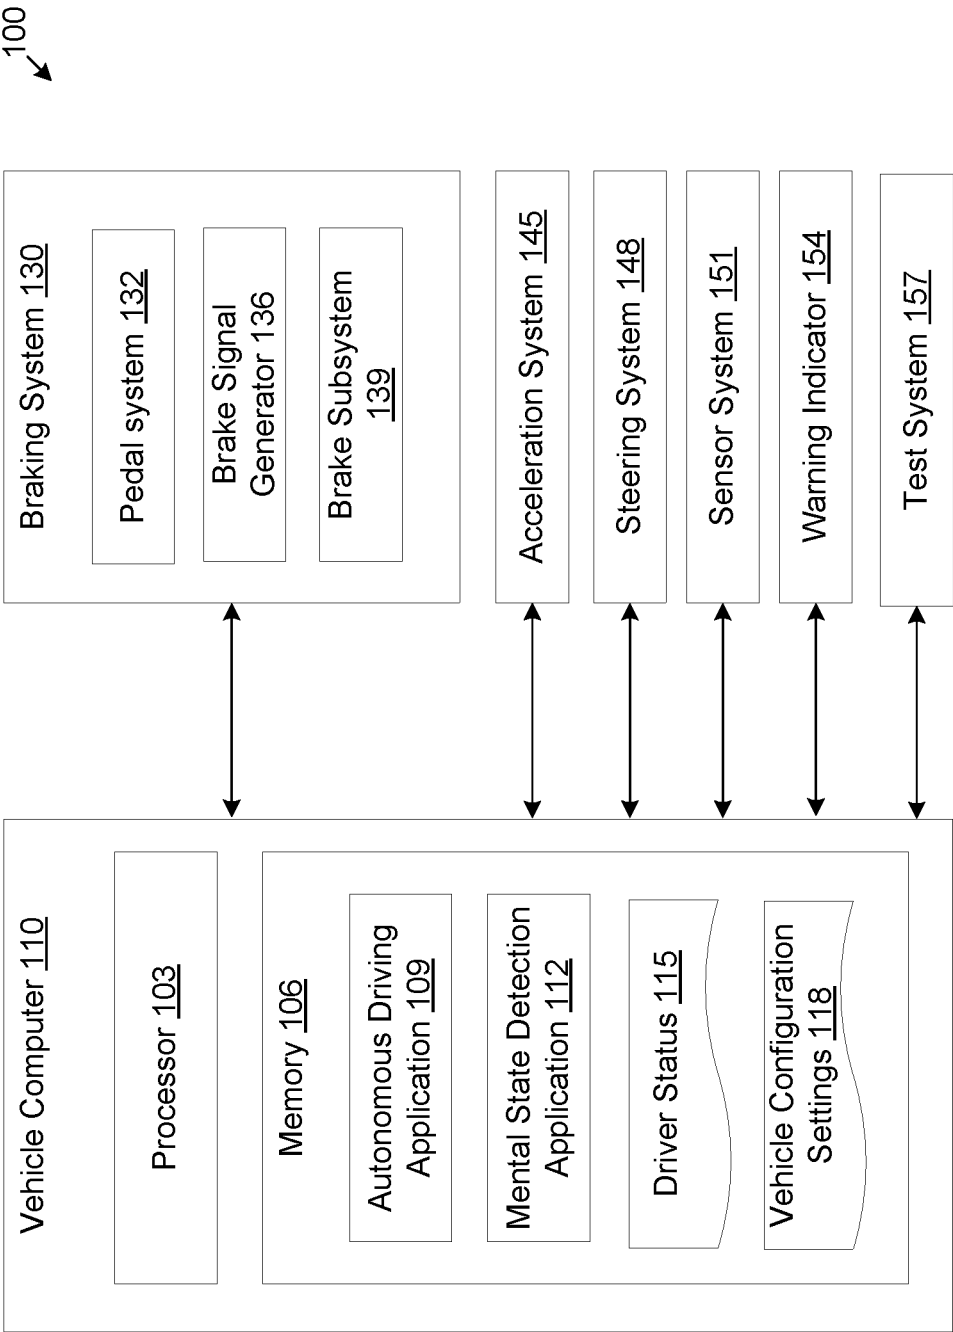 100
Vehicle Computer 110
Processor 103
Memory 106
Autonomous Driving
Application 109
Mental State Detection
Application 112
Driver Status 115
Vehicle Configuration
Settings 118
Braking System 130
Pedal system 132
Brake Signal
Generator 136
Brake Subsystem
139
Acceleration System 145
Steering System 148
Sensor System 151
Warning Indicator 154
Test System 157